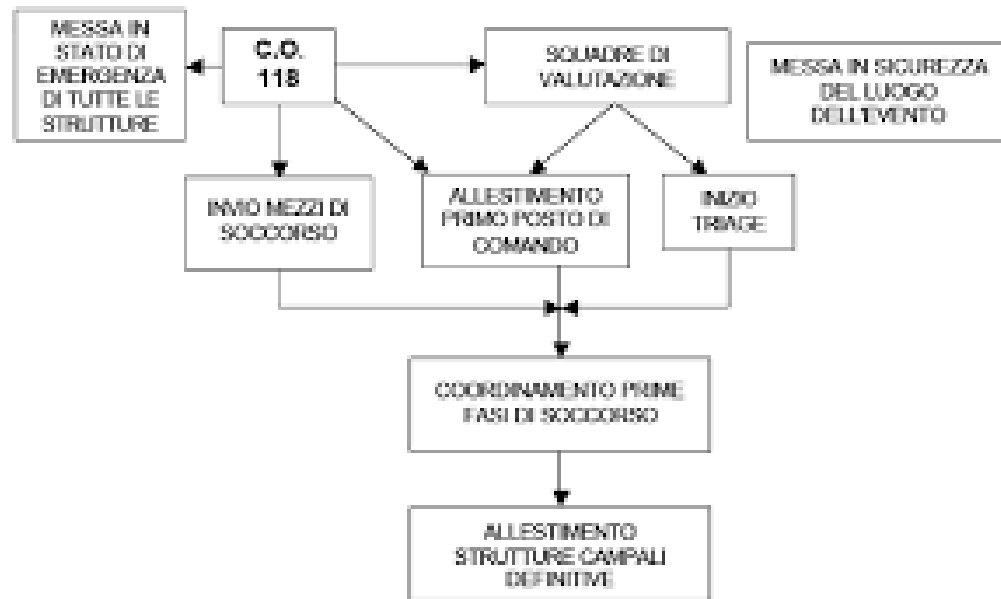 MESSA IN
STATO DI
EMERGENZA
DI TUTTE LE
STRUTTURE
C.O.
118
SQUADRE DI
VALUTAZIONE
MESSA IN SICUREZZA
DEL LUOGO
DELL'EVENTO
INVIO MEZZI DI
SOCCORSO
ALLESTIMENTO
PRIMO POSTO DI
COMANDO
INIZIO
TRIAGE
COORDINAMENTO PRIME
FASI DI SOCCORSO
ALLESTIMENTO
STRUTTURE CAMPALI
DEFINITIVE